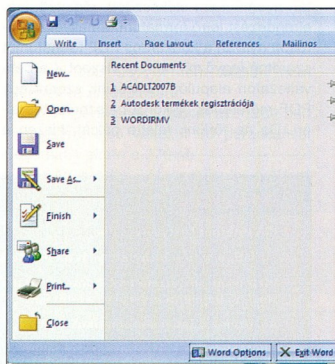 Write Insert Page Layout References Mailings
New...
Open...
Save
Save As...
Finish
Share
Print...
Close
Recent Documents
1 ACADLT2007B
2 Autodesk termékek regisztrációja
3 WORDIRMV
Word Options
Exit Word